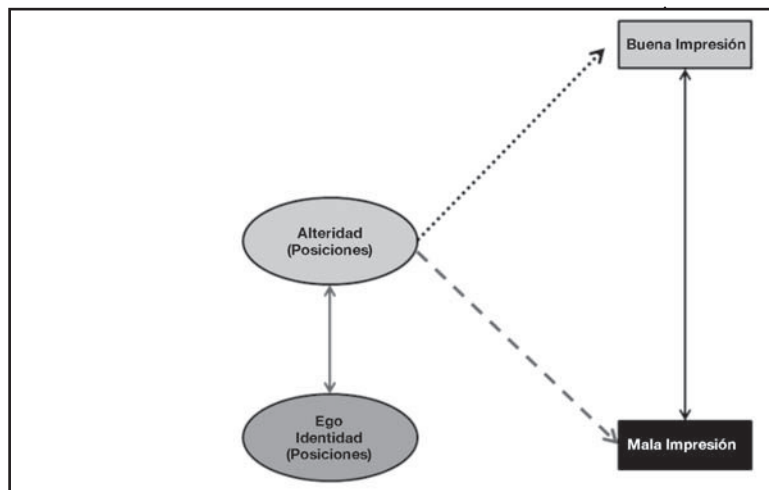 Buena Impresión
Alteridad
(Posiciones)
Ego
Identidad
(Posiciones)
Mala Impresión